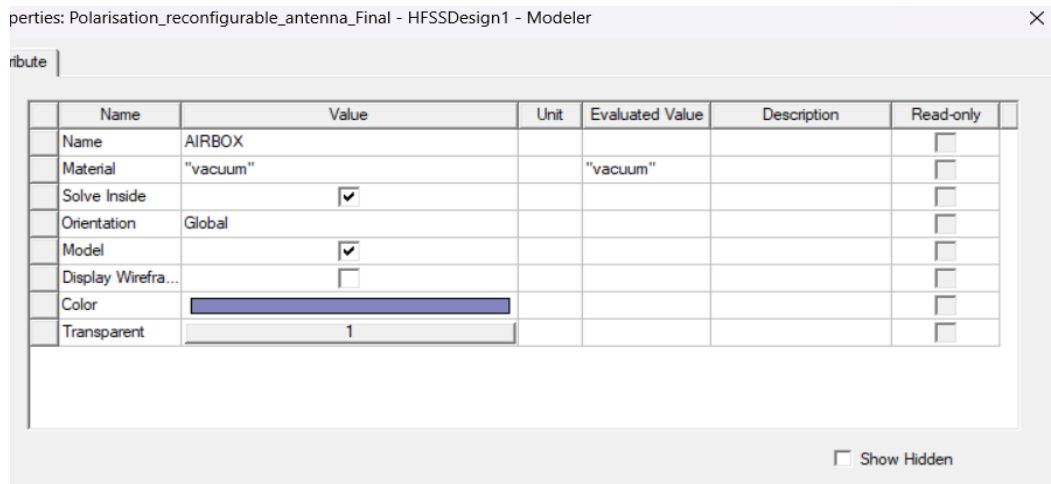 perties: Polarisation_reconfigurable_antenna_Final - HFSSDesign1 - Modeler
ribute
Name Value Unit Evaluated Value Description Read-only
Name AIRBOX
Material "vacuum" "vacuum"
Solve Inside
Orientation Global
Model
Display Wirefra...
Color
Transparent 1
Show Hidden